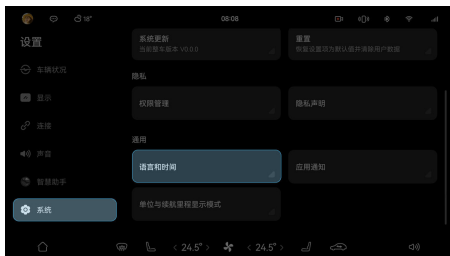 18°
08:08
设置
系统更新
当前整车版本 V0.0.0
重置
恢复设置项为默认值并清除用户数据
车辆状况
隐私
显示
权限管理
隐私声明
连接
通用
声音
语言和时间
应用通知
智慧助手
系统
单位与续航里程显示模式
< 24.5° >
< 24.5° >